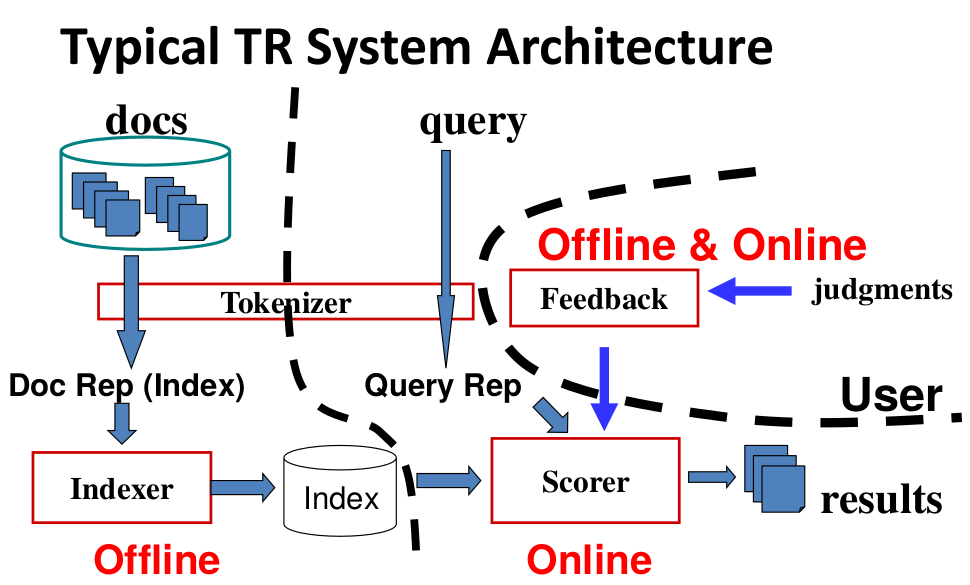 Typical TR System Architecture
docs
query
Offline & Online
Tokenizer
Feedback
judgments
Doc Rep (Index)
Query Rep
User
Indexer
Index
Scorer
results
Offline
Online